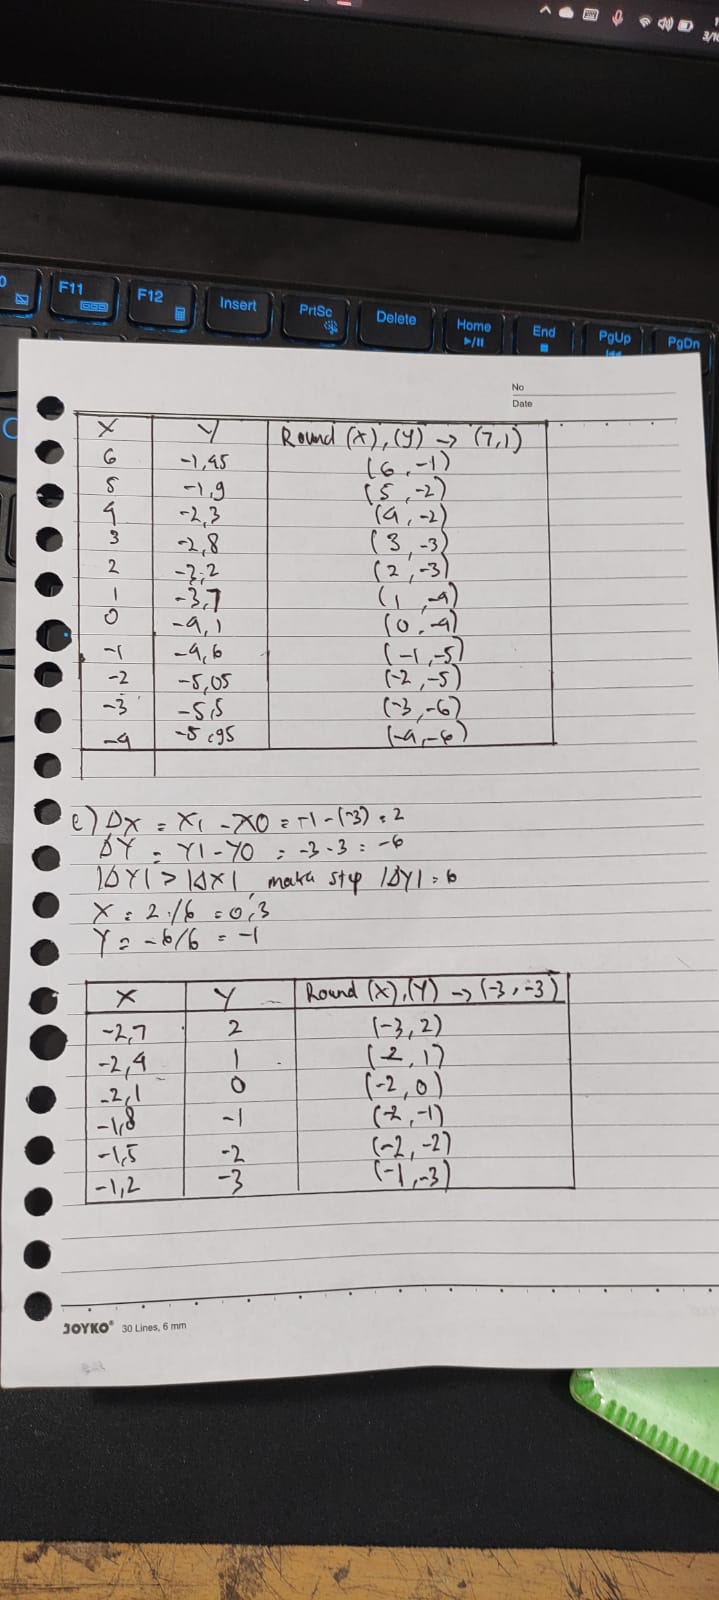 F11
F12
Insert
PrtSc
Delete
Home
End
PgUp
PgDn
No
Date
X Y Round (X), (Y) -> (7,1)
6 -1,45 (6, -1)
5 -1,9 (5, -2)
4 -2,3 (4, -2)
3 -2,8 (3, -3)
2 -3,2 (2, -3)
1 -3,7 (1, -4)
0 -4,1 (0, -4)
-1 -4,6 (-1, -5)
-2 -5,05 (-2, -5)
-3 -5,5 (-3, -6)
-4 -5,95 (-4, -6)
e) ΔX = X1 - X0 = -1 - (-3) = 2
ΔY = Y1 - Y0 = -3 - 3 = -6
|ΔY| > |ΔX|, maka step |ΔY| = 6
X = 2/6 = 0,3
Y = -6/6 = -1
X Y Round (X), (Y) -> (-3, -3)
-2,7 2 (-3, 2)
-2,4 1 (-2, 1)
-2,1 0 (-2, 0)
-1,8 -1 (-2, -1)
-1,5 -2 (-2, -2)
-1,2 -3 (-1, -3)
JOYKO® 30 Lines, 6 mm